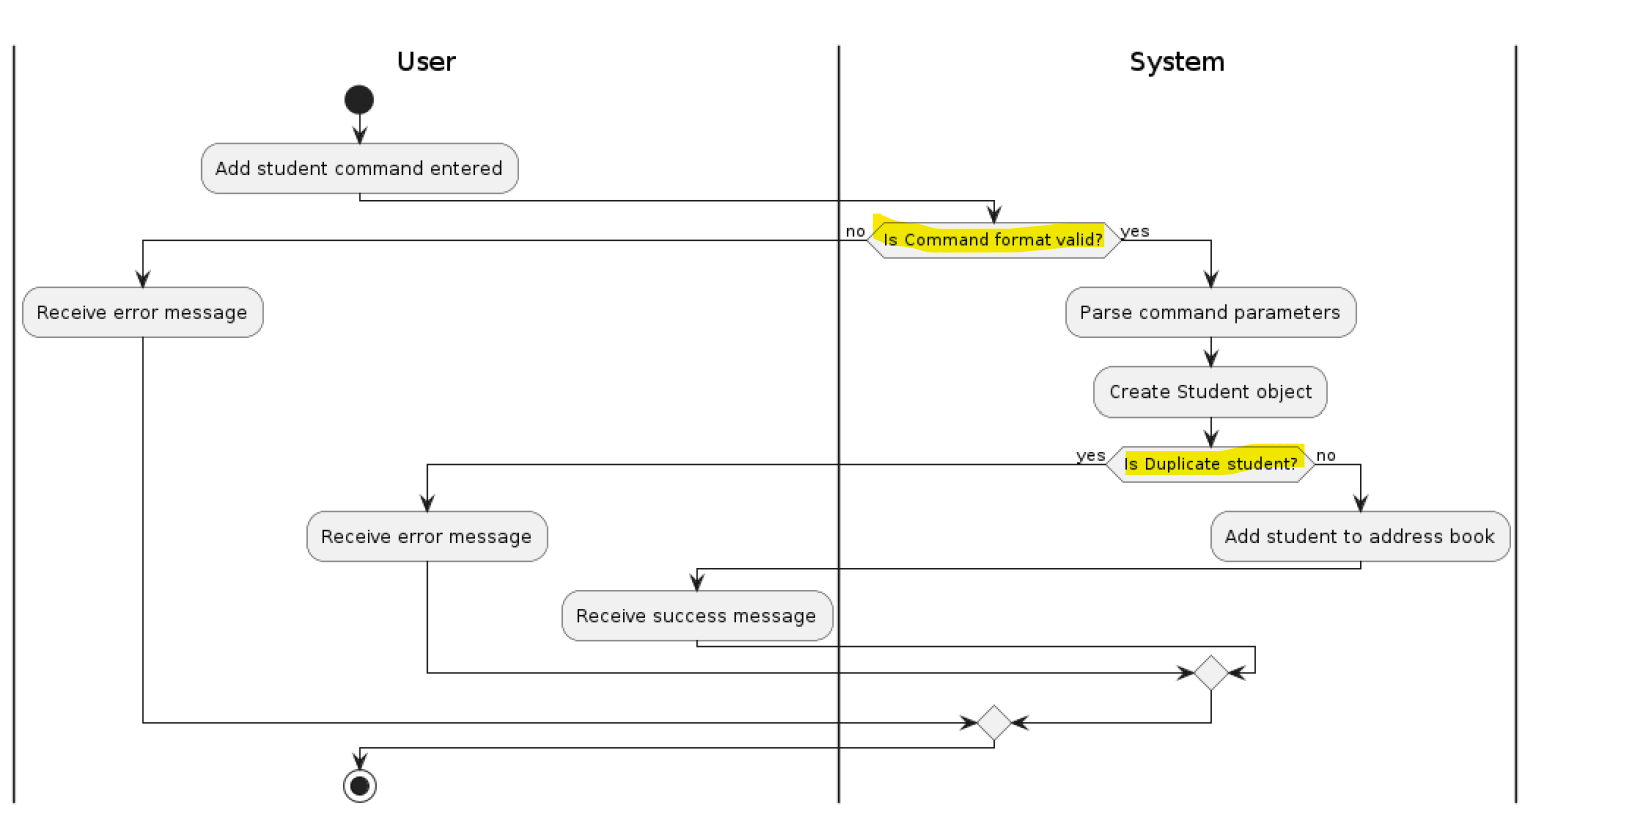 User
System
Add student command entered
no
Is Command format valid?
yes
Receive error message
Parse command parameters
Create Student object
yes
Is Duplicate student?
no
Receive error message
Add student to address book
Receive success message